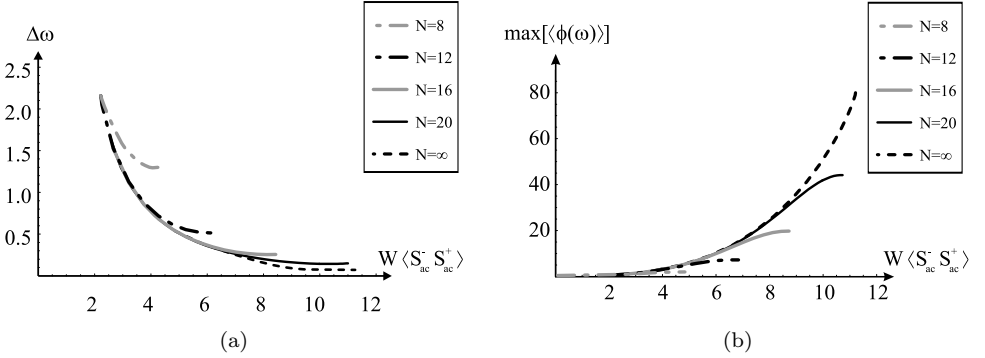 Δω
2.5
2.0
1.5
1.0
0.5
2 4 6 8 10 12
W⟨S⁻ac S⁺ac⟩
N=8
N=12
N=16
N=20
N=∞
(a)
max[⟨ϕ(ω)⟩]
80
60
40
20
2 4 6 8 10 12
W⟨S⁻ac S⁺ac⟩
N=8
N=12
N=16
N=20
N=∞
(b)